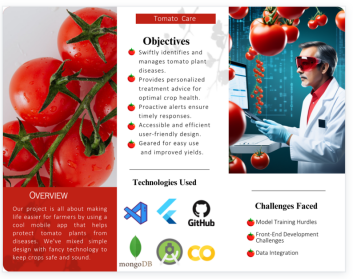 Tomato Care
Objectives
Swiftly identifies and
manages tomato plant
diseases.
Provides personalized
treatment advice for
optimal crop health.
Proactive alerts ensure
timely responses.
Accessible and efficient
user-friendly design.
Geared for easy use
and improved yields.
OVERVIEW
Our project is all about making
life easier for farmers by using a
cool mobile app that helps
protect tomato plants from
diseases. We've mixed simple
design with fancy technology to
keep crops safe and sound.
Technologies Used
GitHub
mongoDB
Challenges Faced
Model Training Hurdles
Front-End Development
Challenges
Data Integration